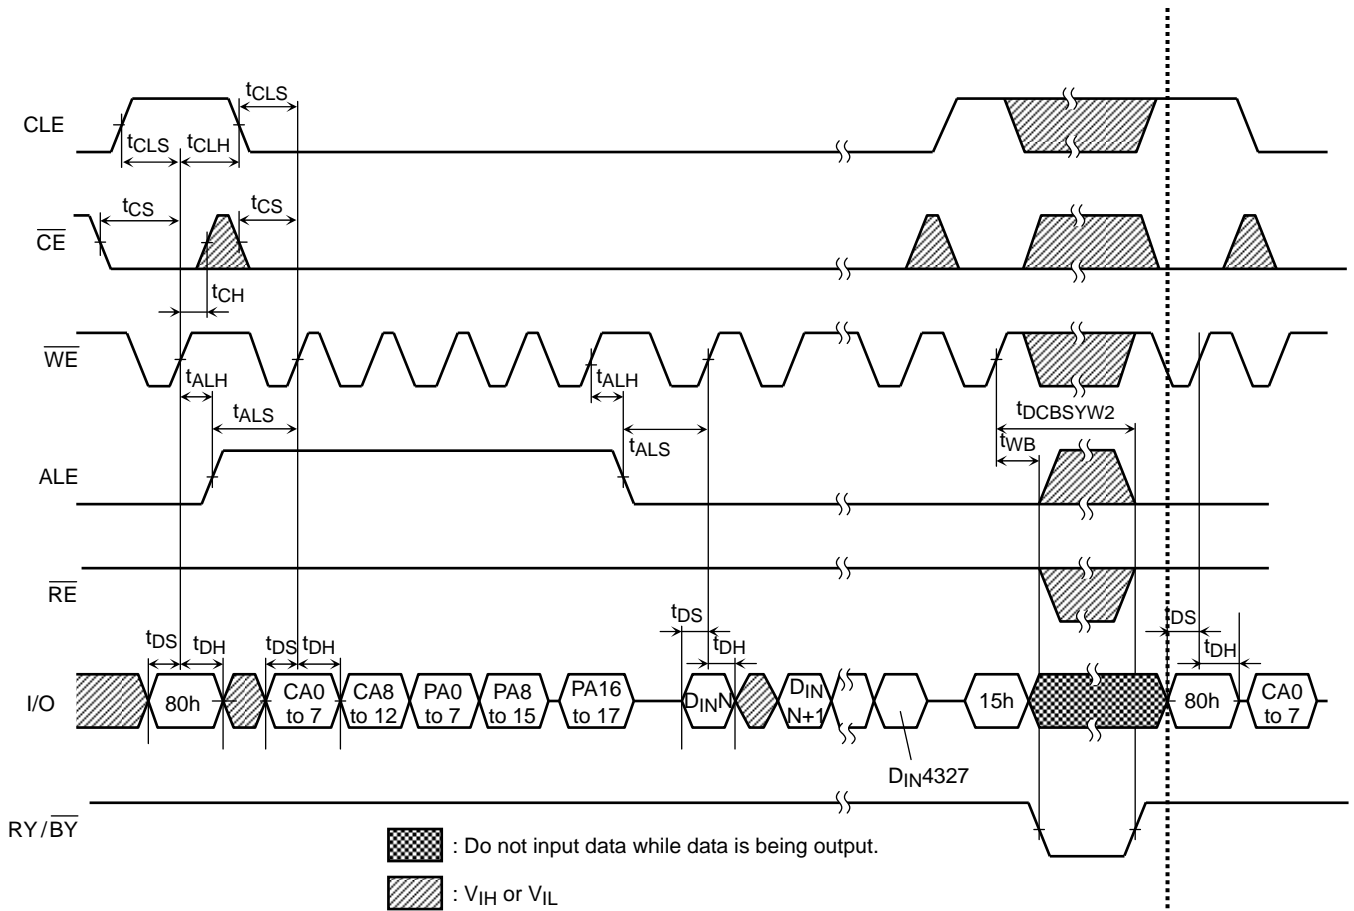 CLE
tCLS
tCLS
tCLH
CE
tCS
tCS
tCH
WE
tALH
tALS
tALH
tALS
tDCBSYW2
tWB
ALE
RE
tDS
tDH
tDS
tDH
tDS
tDH
tDS
tDH
I/O
80h
CA0
to 7
CA8
to 12
PA0
to 7
PA8
to 15
PA16
to 17
DINN
DIN
N+1
15h
80h
CA0
to 7
DIN4327
RY/BY
: Do not input data while data is being output.
: VIH or VIL